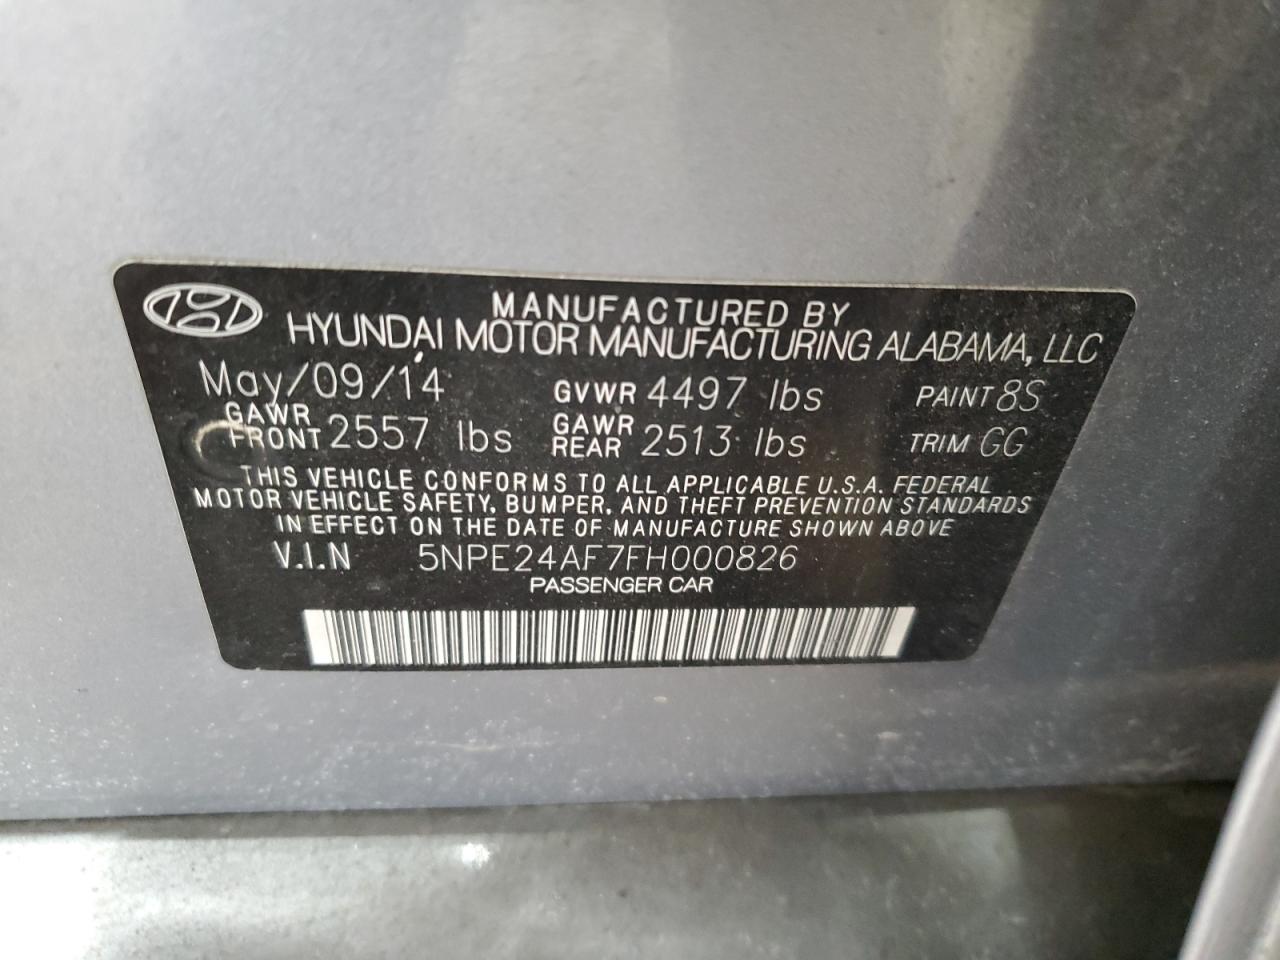 MANUFACTURED BY
HYUNDAI MOTOR MANUFACTURING ALABAMA, LLC
May/09/14 GVWR 4497 lbs PAINT 8S
GAWR FRONT 2557 lbs GAWR REAR 2513 lbs TRIM GG
THIS VEHICLE CONFORMS TO ALL APPLICABLE U.S.A. FEDERAL
MOTOR VEHICLE SAFETY, BUMPER, AND THEFT PREVENTION STANDARDS
IN EFFECT ON THE DATE OF MANUFACTURE SHOWN ABOVE
V.I.N 5NPE24AF7FH000826
PASSENGER CAR